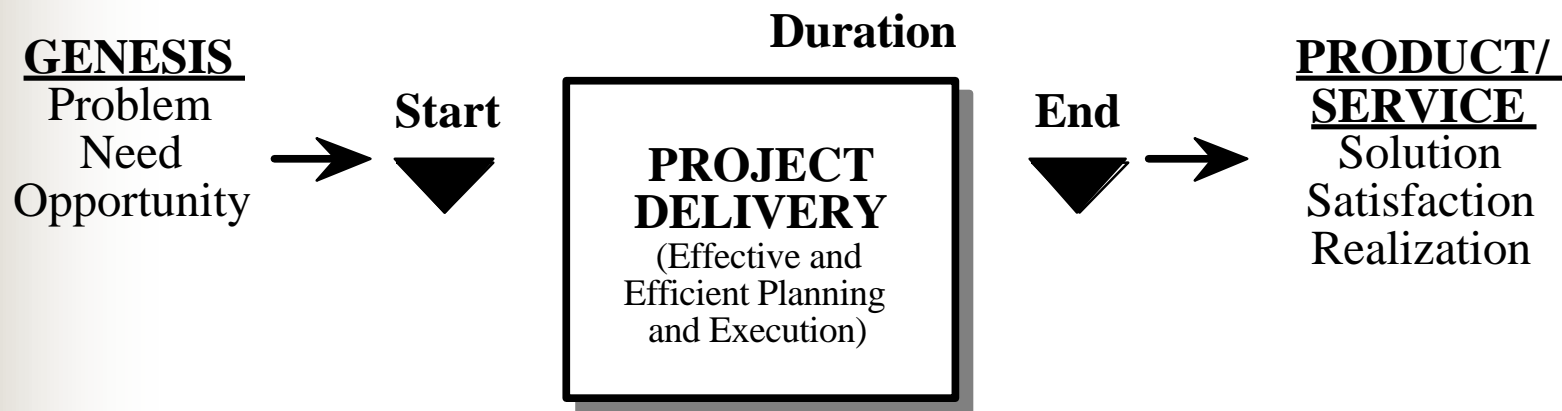 GENESIS
Problem
Need
Opportunity
Start
Duration
PROJECT
DELIVERY
(Effective and
Efficient Planning
and Execution)
End
PRODUCT/
SERVICE
Solution
Satisfaction
Realization